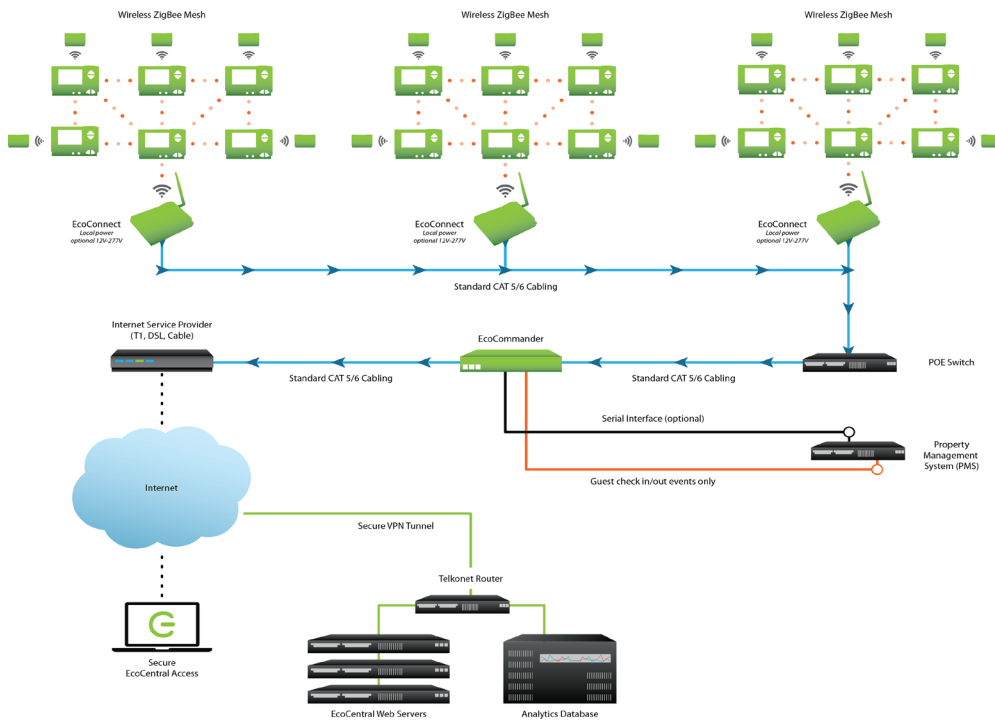 Wireless ZigBee Mesh
Wireless ZigBee Mesh
Wireless ZigBee Mesh
EcoConnect
Local power
optional 12V-277V
EcoConnect
Local power
optional 12V-277V
EcoConnect
Local power
optional 12V-277V
Standard CAT 5/6 Cabling
Internet Service Provider
(T1, DSL, Cable)
EcoCommander
POE Switch
Standard CAT 5/6 Cabling
Standard CAT 5/6 Cabling
Serial Interface (optional)
Property
Management
System (PMS)
Guest check in/out events only
Internet
Secure VPN Tunnel
Telkonet Router
Secure
EcoCentral Access
EcoCentral Web Servers
Analytics Database